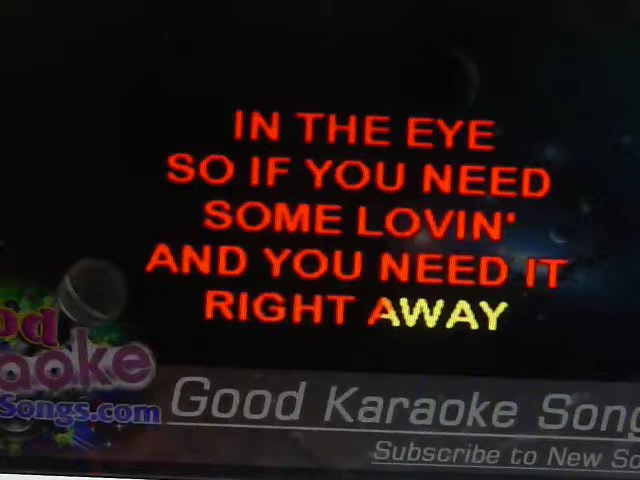 IN THE EYE
SO IF YOU NEED
SOME LOVIN'
AND YOU NEED IT
RIGHT AWAY
Good Karaoke Song
Subscribe to New So
od
aoke
Songs.com